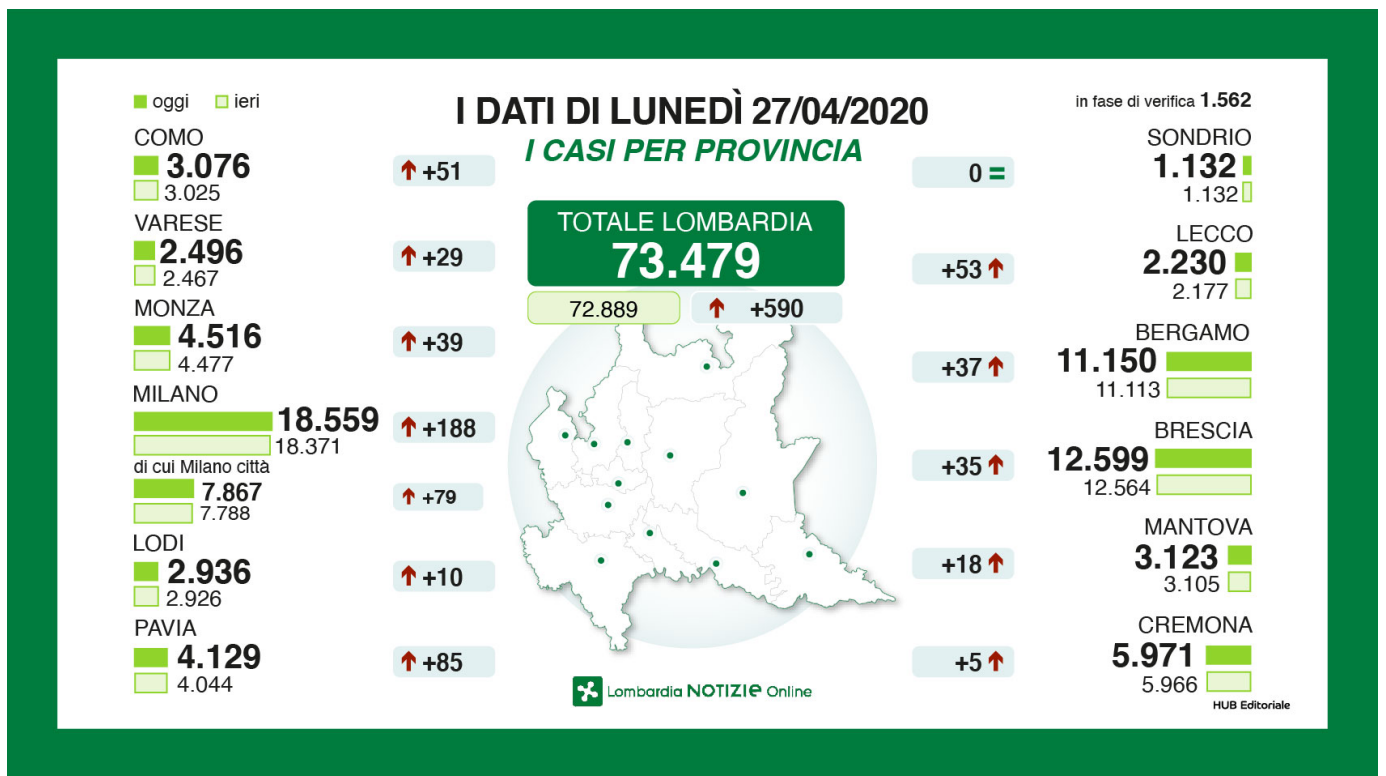 oggi ieri
I DATI DI LUNEDÌ 27/04/2020
I CASI PER PROVINCIA
in fase di verifica 1.562
TOTALE LOMBARDIA
73.479
72.889
+590
COMO
3.076
3.025
+51
VARESE
2.496
2.467
+29
MONZA
4.516
4.477
+39
MILANO
18.559
18.371
+188
di cui Milano città
7.867
7.788
+79
LODI
2.936
2.926
+10
PAVIA
4.129
4.044
+85
SONDRIO
0 =
1.132
1.132
LECCO
+53
2.230
2.177
BERGAMO
+37
11.150
11.113
BRESCIA
+35
12.599
12.564
MANTOVA
+18
3.123
3.105
CREMONA
+5
5.971
5.966
Lombardia NOTIZIe Online
HUB Editoriale